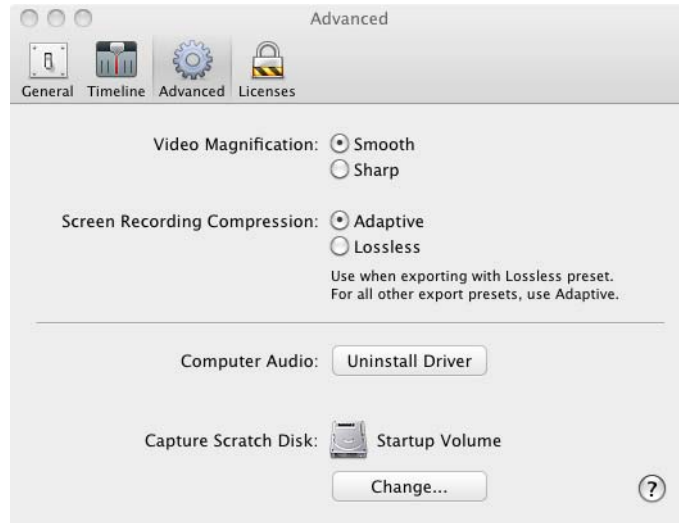 Advanced
General Timeline Advanced Licenses
Video Magnification: Smooth
Sharp
Screen Recording Compression: Adaptive
Lossless
Use when exporting with Lossless preset.
For all other export presets, use Adaptive.
Computer Audio: Uninstall Driver
Capture Scratch Disk: Startup Volume
Change...
?